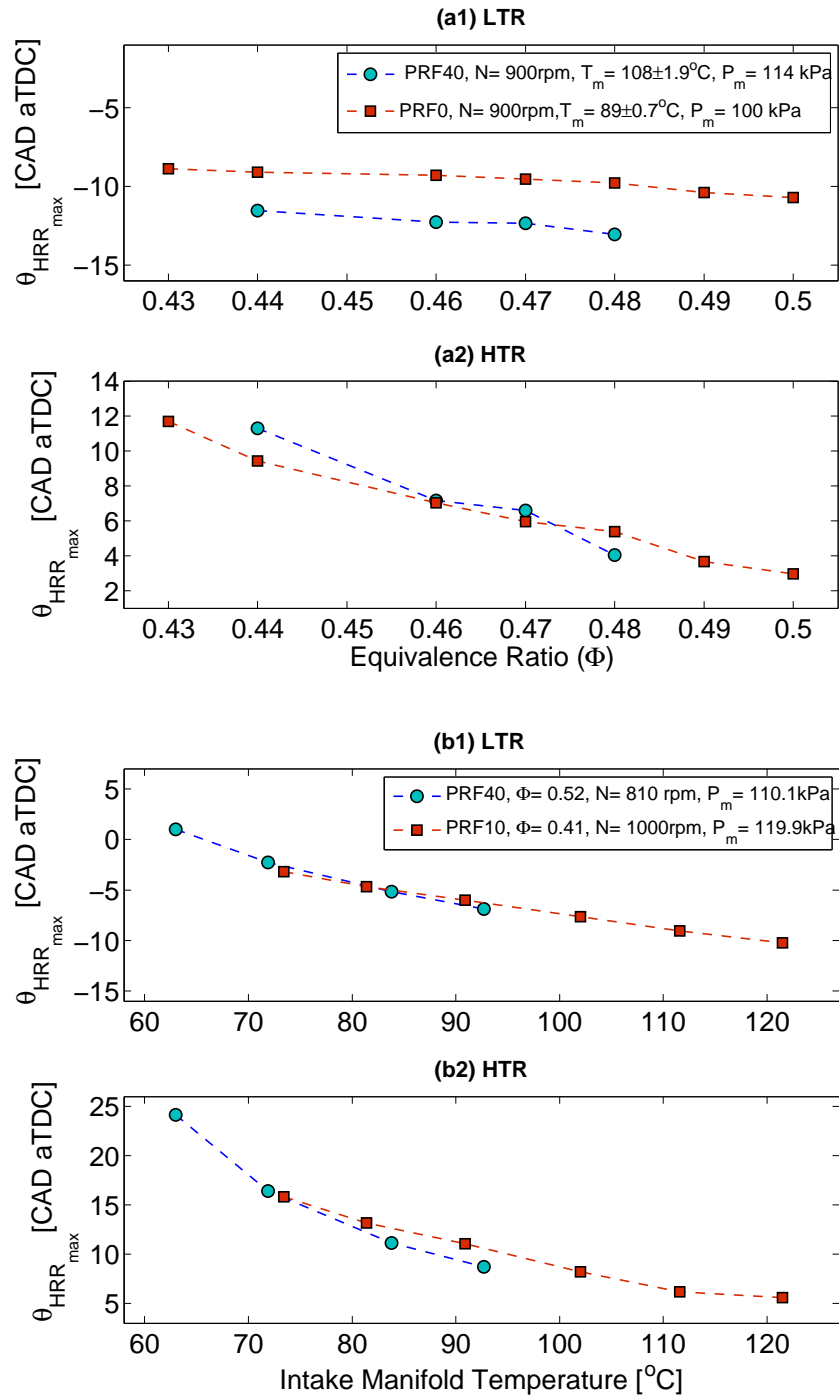 (a1) LTR
PRF40, N= 900rpm, T_m= 108±1.9°C, P_m= 114 kPa
PRF0, N= 900rpm,T_m= 89±0.7°C, P_m= 100 kPa
θ_HRR_max [CAD aTDC]
−5
−10
−15
0.43 0.44 0.45 0.46 0.47 0.48 0.49 0.5
(a2) HTR
θ_HRR_max [CAD aTDC]
14
12
10
8
6
4
2
0.43 0.44 0.45 0.46 0.47 0.48 0.49 0.5
Equivalence Ratio (Φ)
(b1) LTR
PRF40, Φ= 0.52, N= 810 rpm, P_m= 110.1kPa
PRF10, Φ= 0.41, N= 1000rpm, P_m= 119.9kPa
θ_HRR_max [CAD aTDC]
5
0
−5
−10
−15
60 70 80 90 100 110 120
(b2) HTR
θ_HRR_max [CAD aTDC]
25
20
15
10
5
60 70 80 90 100 110 120
Intake Manifold Temperature [°C]